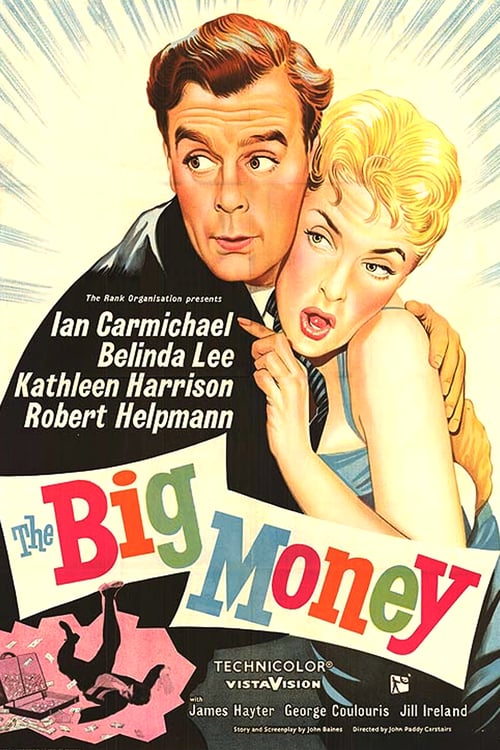 The Rank Organisation presents
Ian Carmichael
Belinda Lee
Kathleen Harrison
Robert Helpmann
The Big Money
TECHNICOLOR®
VISTAVISION
with
James Hayter George Coulouris Jill Ireland
Story and Screenplay by John Baines Directed by John Paddy Carstairs